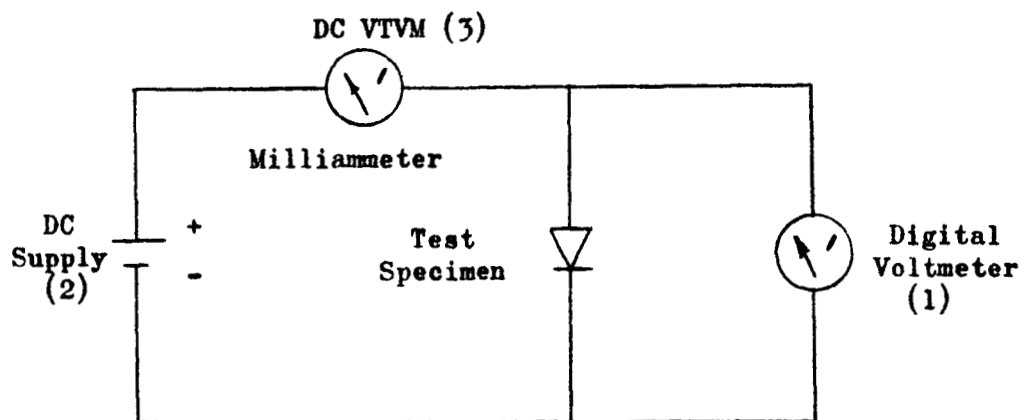 DC VTVM (3)
Milliammeter
DC
Supply
(2)
+
-
Test
Specimen
Digital
Voltmeter
(1)